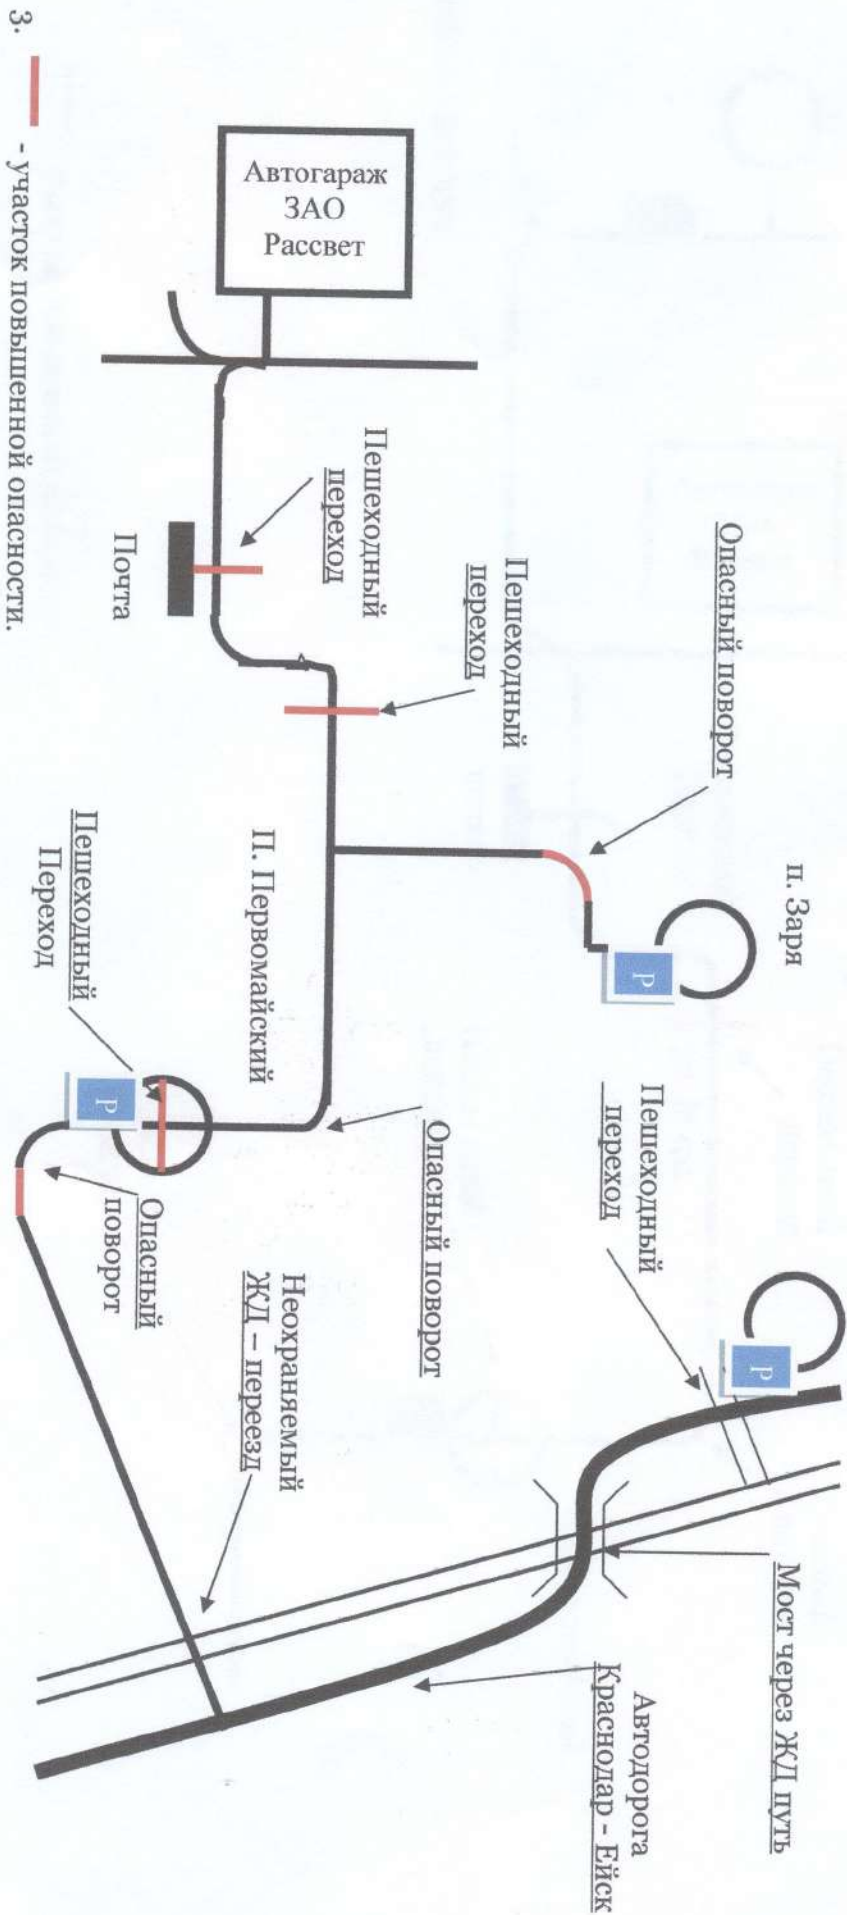 п. Заря
Р
Мост через ЖД путь
Опасный поворот
Пешеходный
переход
Р
Р
Автодорога
Краснодар - Ейск
Пешеходный
переход
Пешеходный
переход
Опасный поворот
Автогараж
ЗАО
Рассвет
П. Первомайский
Неохраняемый
ЖД – переезд
Почта
Пешеходный
Переход
Опасный
поворот
3. - участок повышенной опасности.